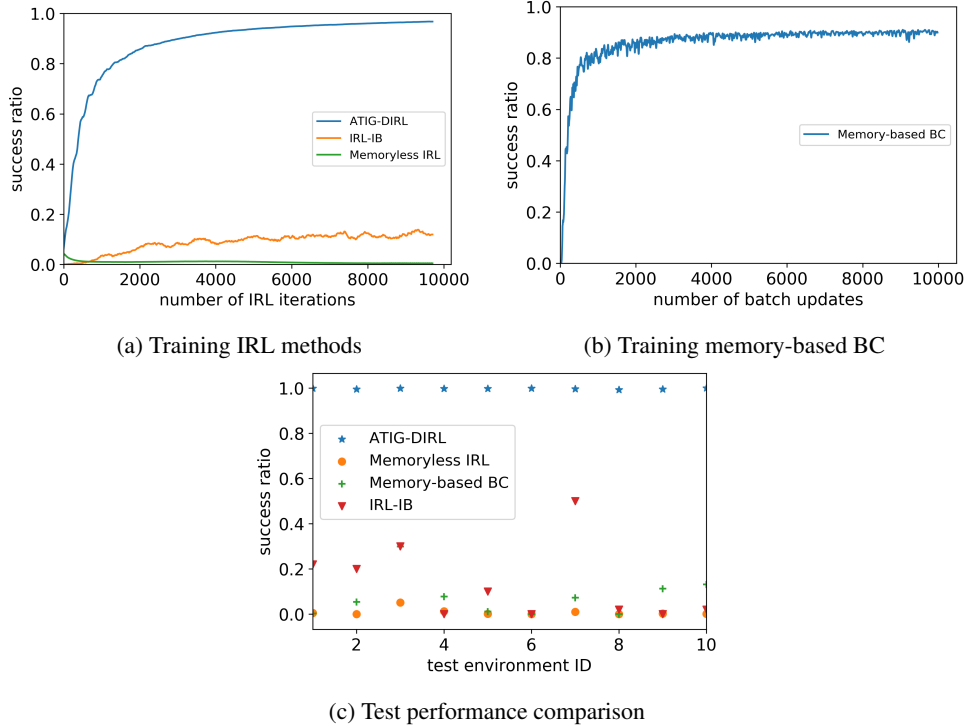 1.0
0.8
0.6
0.4
0.2
0.0
success ratio
ATIG-DIRL
IRL-IB
Memoryless IRL
0 2000 4000 6000 8000 10000
number of IRL iterations
(a) Training IRL methods
1.0
0.8
0.6
0.4
0.2
0.0
success ratio
Memory-based BC
0 2000 4000 6000 8000 10000
number of batch updates
(b) Training memory-based BC
1.0
0.8
0.6
0.4
0.2
0.0
success ratio
ATIG-DIRL
Memoryless IRL
Memory-based BC
IRL-IB
2 4 6 8 10
test environment ID
(c) Test performance comparison